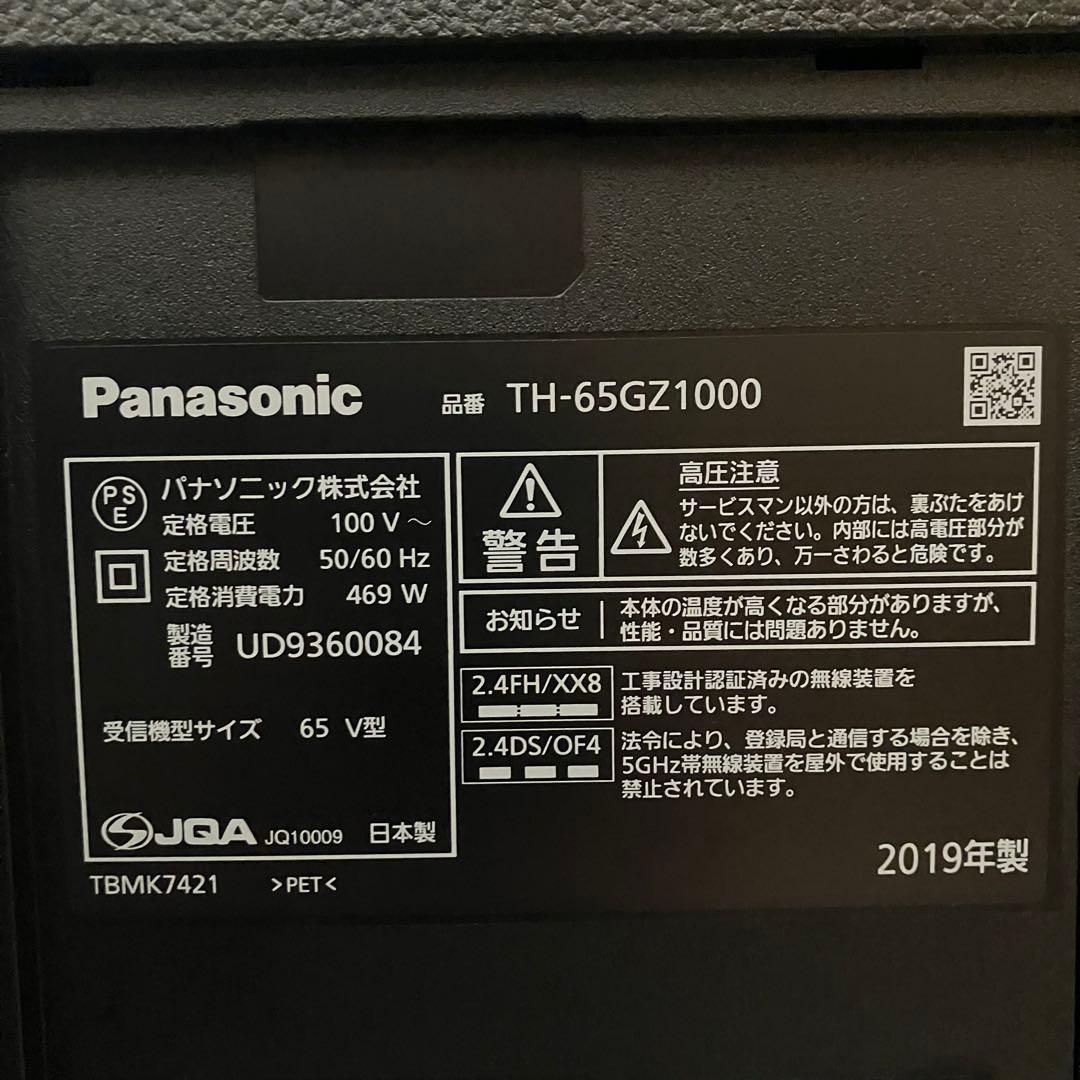 Panasonic
品番 TH-65GZ1000
PSE
パナソニック株式会社
定格電圧 100 V～
定格周波数 50/60 Hz
定格消費電力 469 W
製造番号 UD9360084
受信機型サイズ 65 V型
JQA JQ10009 日本製
TBMK7421 >PET<
警告
高圧注意
サービスマン以外の方は、裏ぶたをあけ
ないでください。内部には高電圧部分が
数多くあり、万一さわると危険です。
お知らせ
本体の温度が高くなる部分がありますが、
性能・品質には問題ありません。
2.4FH/XX8
工事設計認証済みの無線装置を
搭載しています。
2.4DS/OF4
法令により、登録局と通信する場合を除き、
5GHz帯無線装置を屋外で使用することは
禁止されています。
2019年製